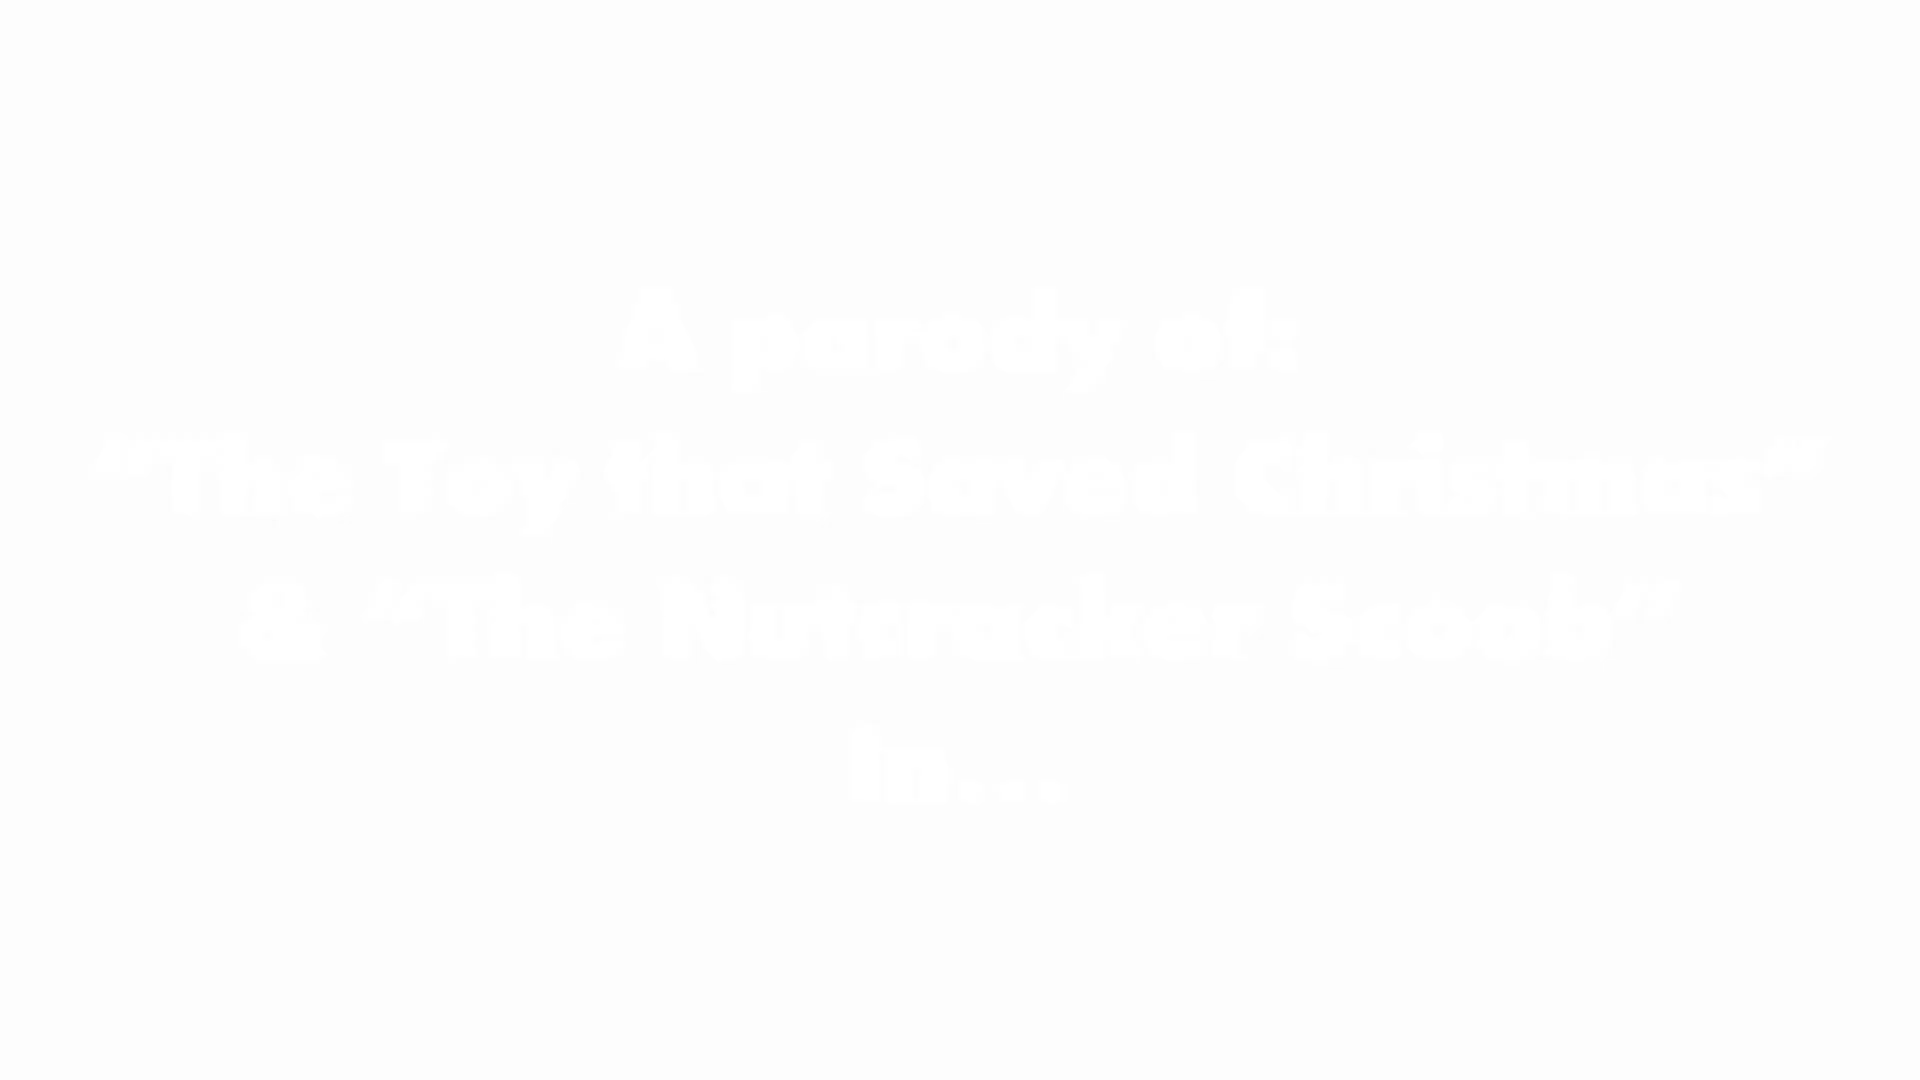 A parody of:
"The Toy that Saved Christmas"
& "The Nutcracker Scoob"
in...